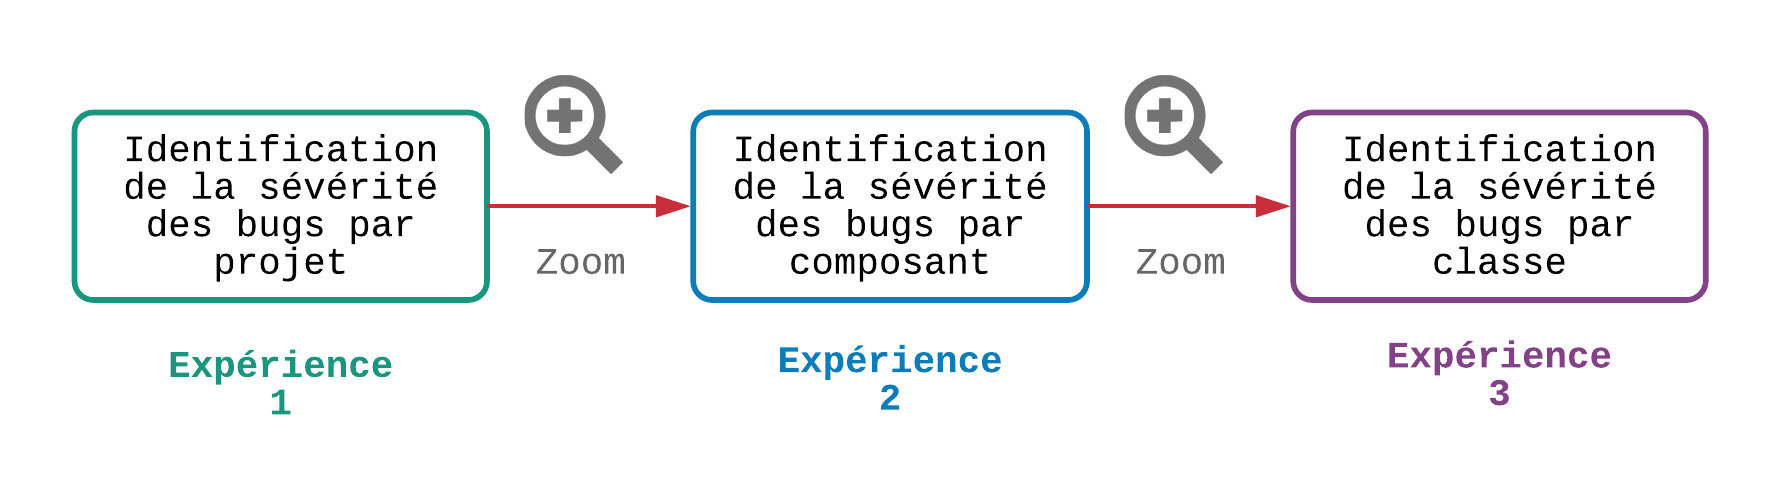 Identification
de la sévérité
des bugs par
projet
Zoom
Identification
de la sévérité
des bugs par
composant
Zoom
Identification
de la sévérité
des bugs par
classe
Expérience
1
Expérience
2
Expérience
3